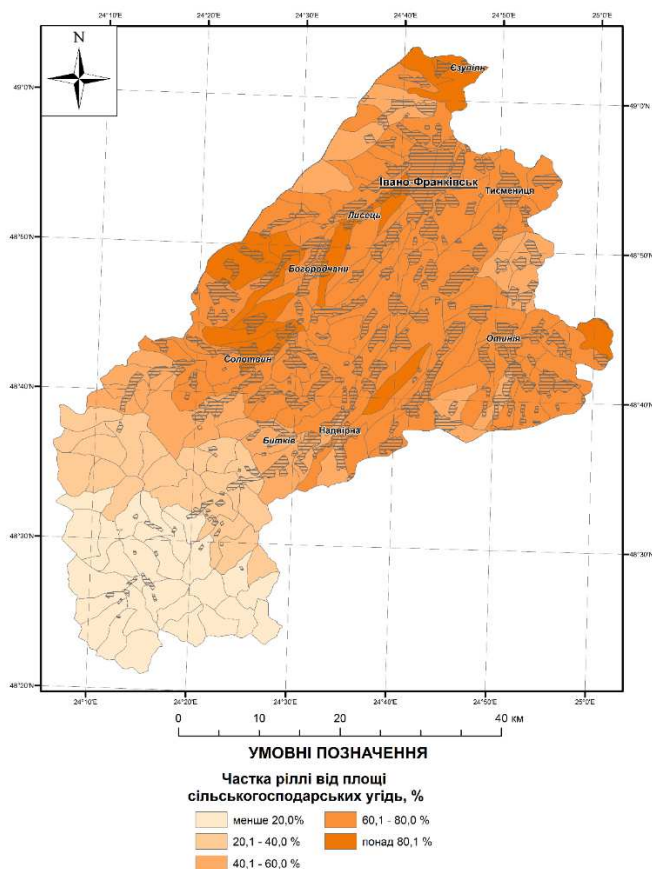 24°10'E
24°20'E
24°30'E
24°40'E
24°50'E
25°0'E
N
49°0'N
49°0'N
Єзупіль
Івано-Франківськ
Тисмениця
Лисець
48°50'N
48°50'N
Богородчани
Отинія
Солотвин
48°40'N
48°40'N
Надвірна
Битків
48°30'N
48°30'N
48°20'N
24°10'E
24°20'E
24°30'E
24°40'E
24°50'E
25°0'E
0 10 20 40 км
УМОВНІ ПОЗНАЧЕННЯ
Частка ріллі від площі
сільськогосподарських угідь, %
менше 20,0% 60,1 - 80,0 %
20,1 - 40,0 % понад 80,1 %
40,1 - 60,0 %